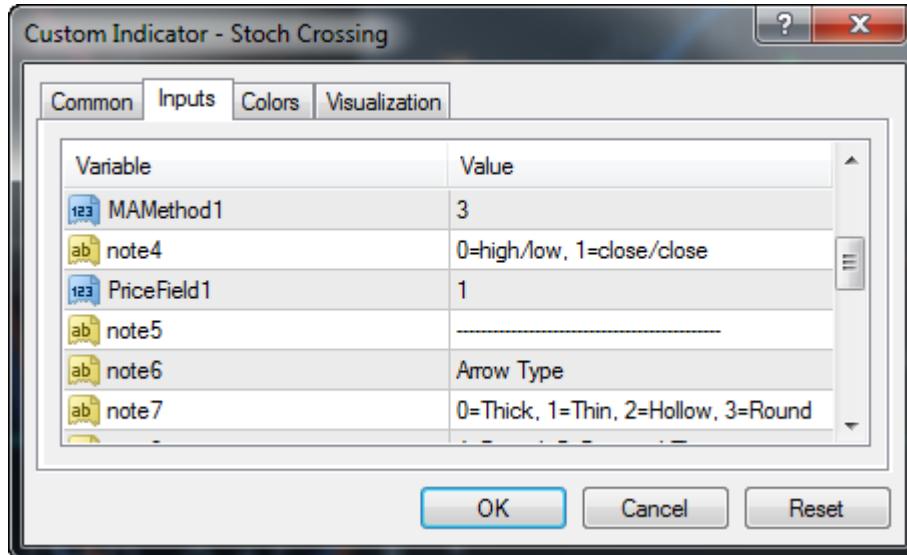 Custom Indicator - Stoch Crossing
?
X
Common Inputs Colors Visualization
Variable Value
123 MAMethod1 3
ab note4 0=high/low, 1=close/close
123 PriceField1 1
ab note5 --------------------------------------------
ab note6 Arrow Type
ab note7 0=Thick, 1=Thin, 2=Hollow, 3=Round
OK Cancel Reset